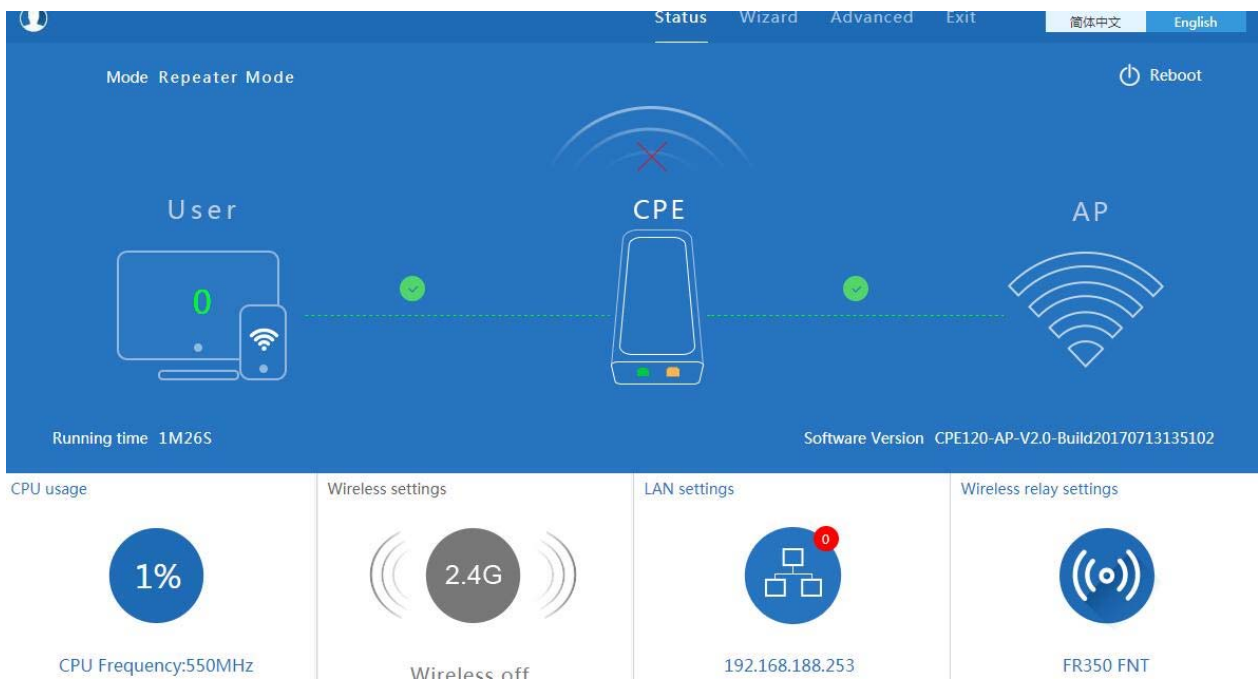 Status Wizard Advanced Exit 简体中文 English
Mode Repeater Mode
Reboot
User
CPE
AP
0
Running time 1M26S
Software Version CPE120-AP-V2.0-Build20170713135102
CPU usage
Wireless settings
LAN settings
Wireless relay settings
1%
2.4G
0
CPU Frequency:550MHz
Wireless off
192.168.188.253
FR350 FNT